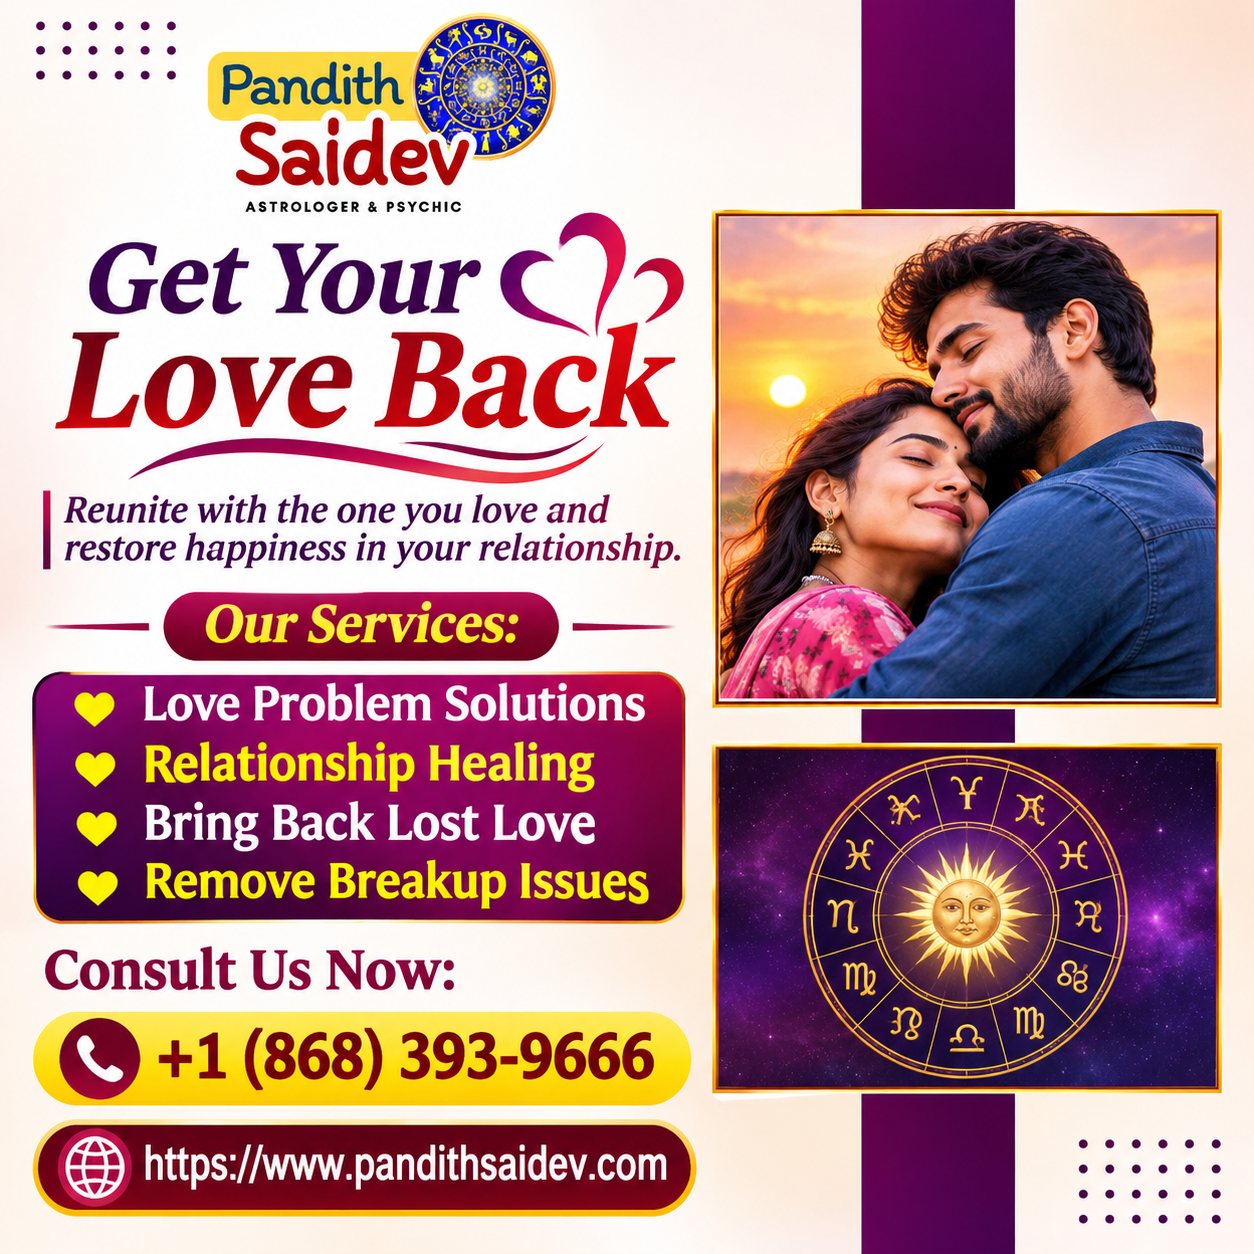 Pandith
Saidev
ASTROLOGER & PSYCHIC
Get Your
Love Back
Reunite with the one you love and
restore happiness in your relationship.
Our Services:
Love Problem Solutions
Relationship Healing
Bring Back Lost Love
Remove Breakup Issues
Consult Us Now:
+1 (868) 393-9666
https://www.pandithsaidev.com